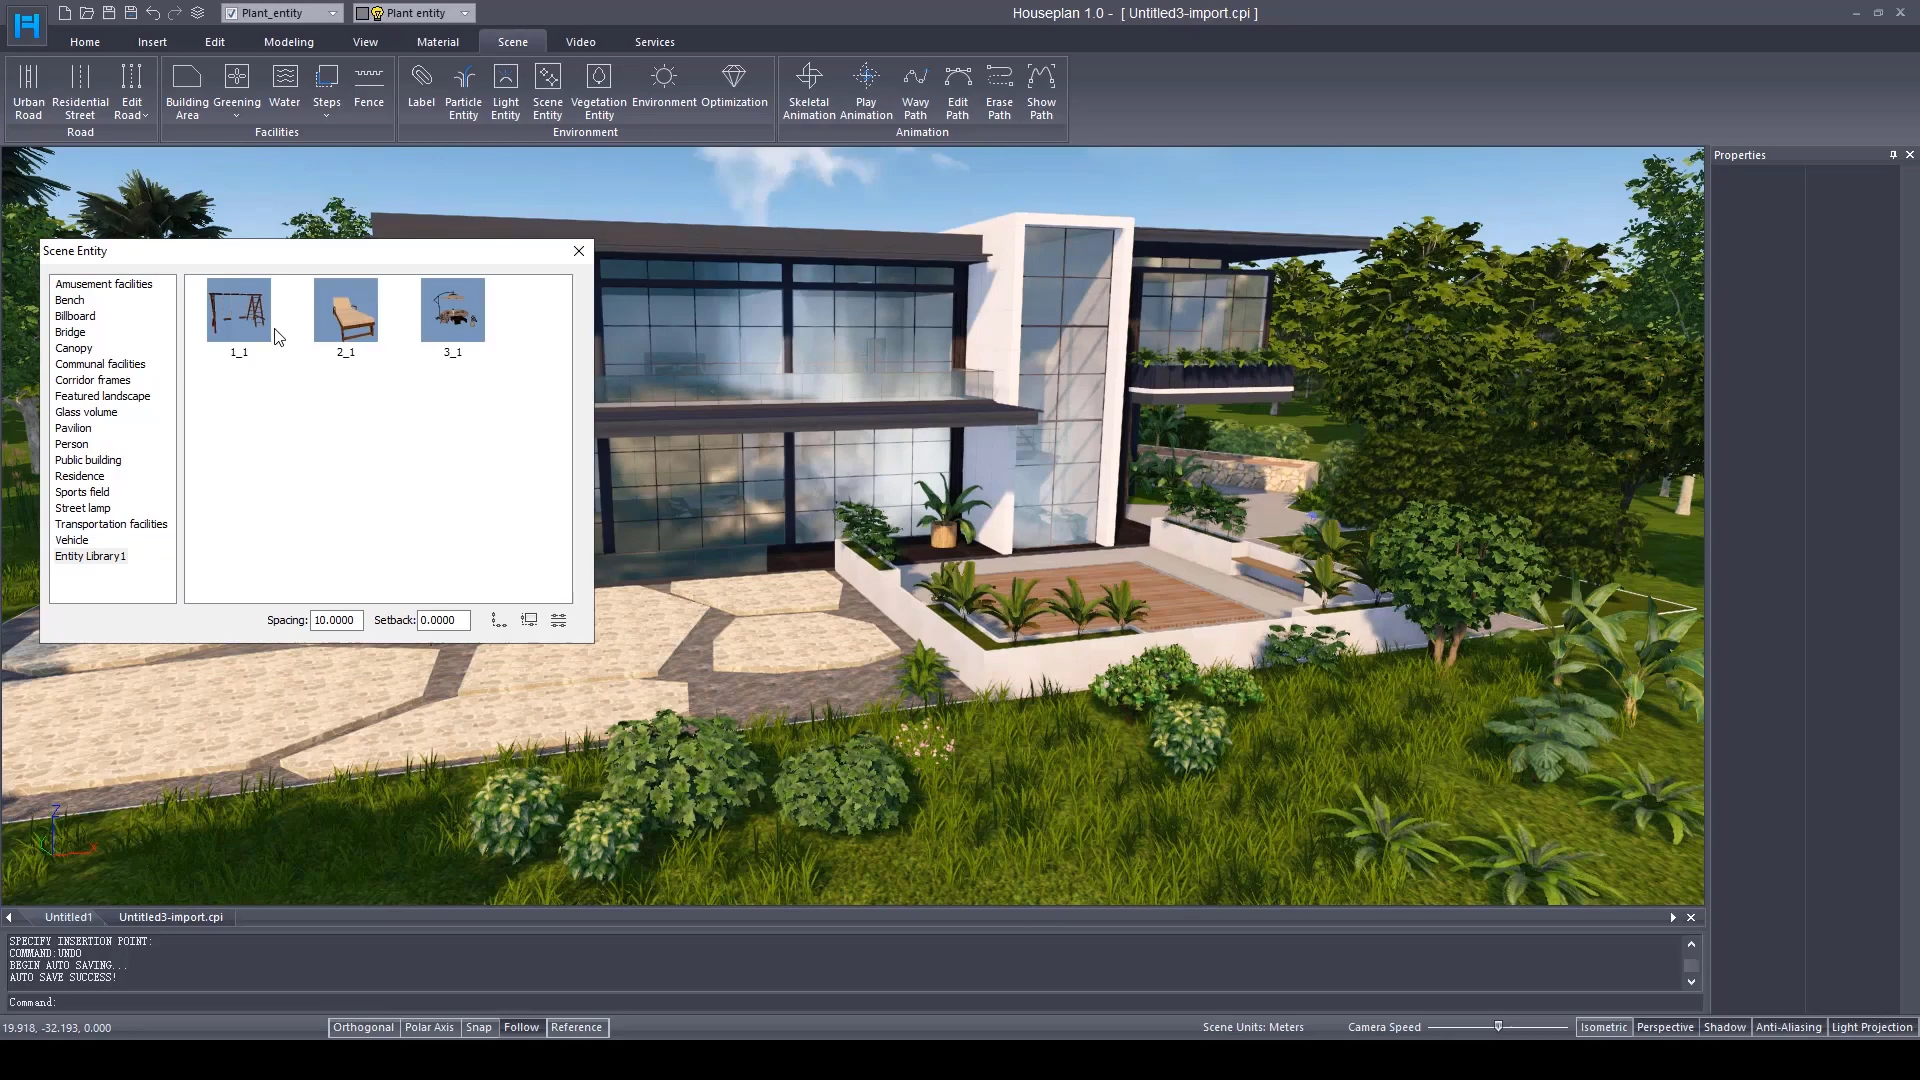 Plant_entity
Plant entity
Houseplan 1.0 - [ Untitled3-import.cpi ]
Home
Insert
Edit
Modeling
View
Material
Scene
Video
Services
Urban Road
Residential Street
Edit Road
Road
Building Area
Greening
Water
Steps
Fence
Facilities
Label
Particle Entity
Light Entity
Scene Entity
Vegetation Entity
Environment
Optimization
Environment
Skeletal Animation
Play Animation
Wavy Path
Edit Path
Erase Path
Show Path
Animation
Properties
Scene Entity
Amusement facilities
Bench
Billboard
Bridge
Canopy
Communal facilities
Corridor frames
Featured landscape
Glass volume
Pavilion
Person
Public building
Residence
Sports field
Street lamp
Transportation facilities
Vehicle
Entity Library1
1_1
2_1
3_1
Spacing: 10.0000
Setback: 0.0000
Z
X
Untitled1
Untitled3-import.cpi
SPECIFY INSERTION POINT:
COMMAND:UNDO
BEGIN AUTO SAVING...
AUTO SAVE SUCCESS!
Command:
19.918, -32.193, 0.000
Orthogonal
Polar Axis
Snap
Follow
Reference
Scene Units: Meters
Camera Speed
Isometric
Perspective
Shadow
Anti-Aliasing
Light Projection